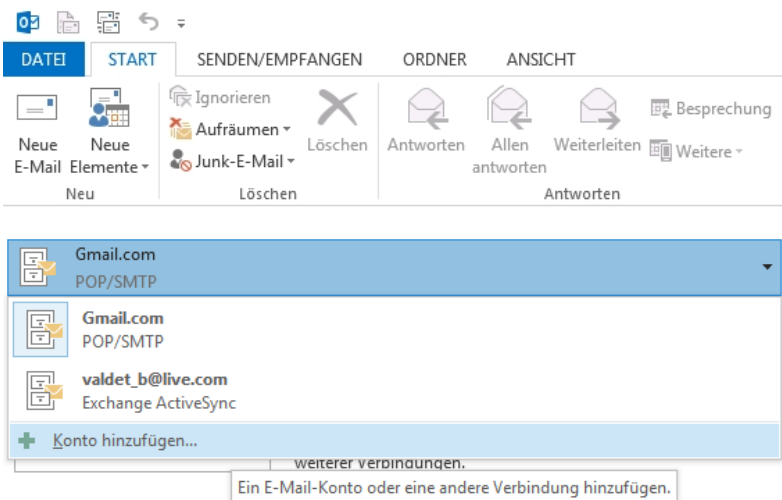 DATEI START SENDEN/EMPFANGEN ORDNER ANSICHT
Neue E-Mail
Neue Elemente
Ignorieren
Aufräumen
Junk-E-Mail
Löschen
Antworten
Allen antworten
Weiterleiten
Besprechung
Weitere
Neu Löschen Antworten
Gmail.com
POP/SMTP
Gmail.com
POP/SMTP
valdet_b@live.com
Exchange ActiveSync
Konto hinzufügen...
weiterer Verbindungen.
Ein E-Mail-Konto oder eine andere Verbindung hinzufügen.